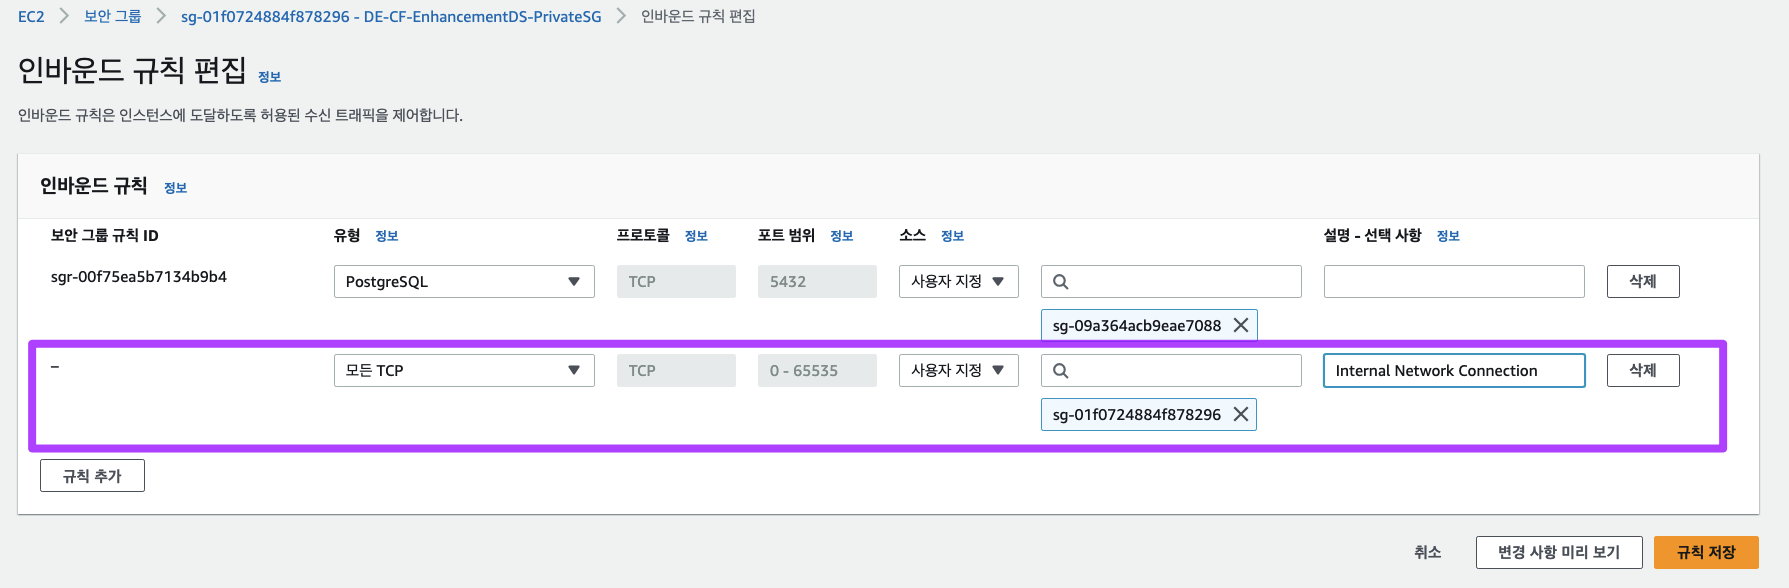 EC2 > 보안 그룹 > sg-01f0724884f878296 - DE-CF-EnhancementDS-PrivateSG > 인바운드 규칙 편집
인바운드 규칙 편집 정보
인바운드 규칙은 인스턴스에 도달하도록 허용된 수신 트래픽을 제어합니다.
인바운드 규칙 정보
보안 그룹 규칙 ID 유형 정보 프로토콜 정보 포트 범위 정보 소스 정보 설명 - 선택 사항 정보
sgr-00f75ea5b7134b9b4 PostgreSQL TCP 5432 사용자 지정 삭제
sg-09a364acb9eae7088
– 모든 TCP TCP 0 - 65535 사용자 지정 Internal Network Connection 삭제
sg-01f0724884f878296
규칙 추가
취소 변경 사항 미리 보기 규칙 저장